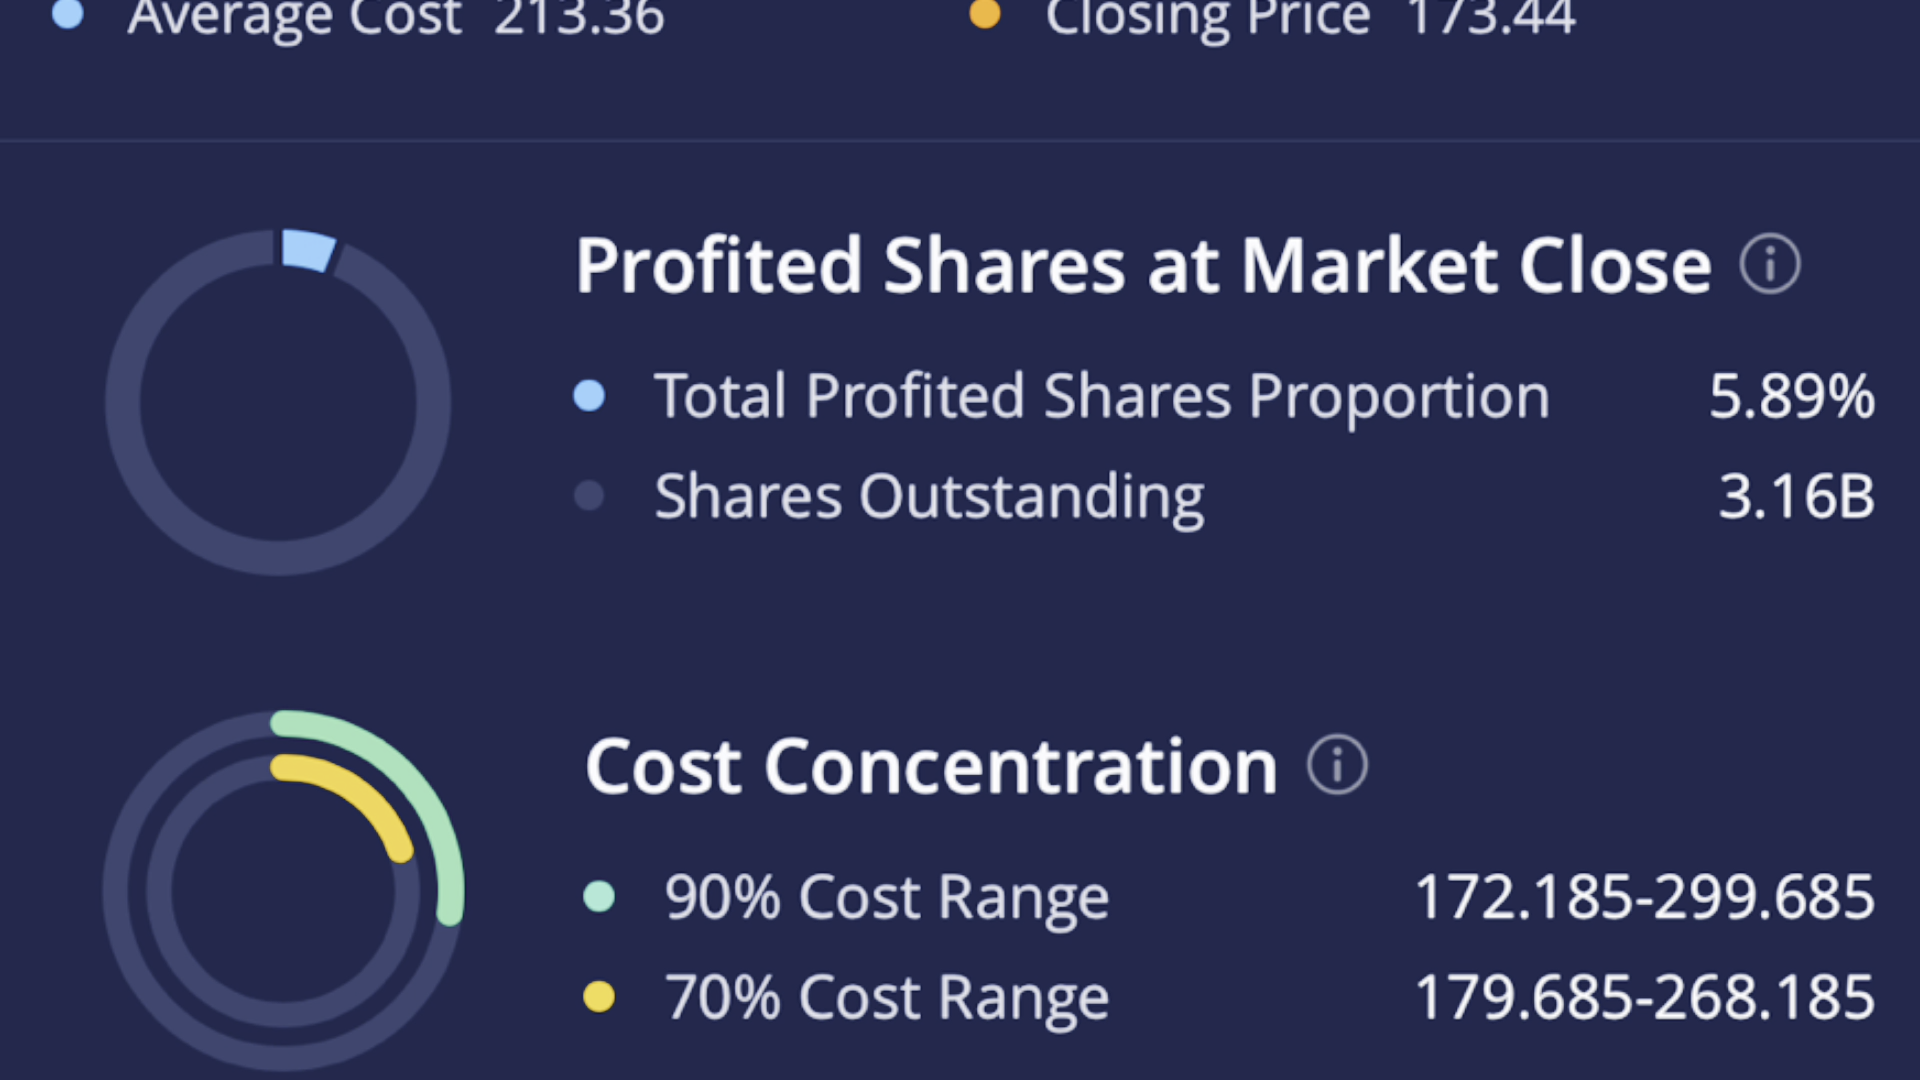 Average Cost 213.36
Closing Price 173.44
Profited Shares at Market Close
Total Profited Shares Proportion 5.89%
Shares Outstanding 3.16B
Cost Concentration
90% Cost Range 172.185-299.685
70% Cost Range 179.685-268.185